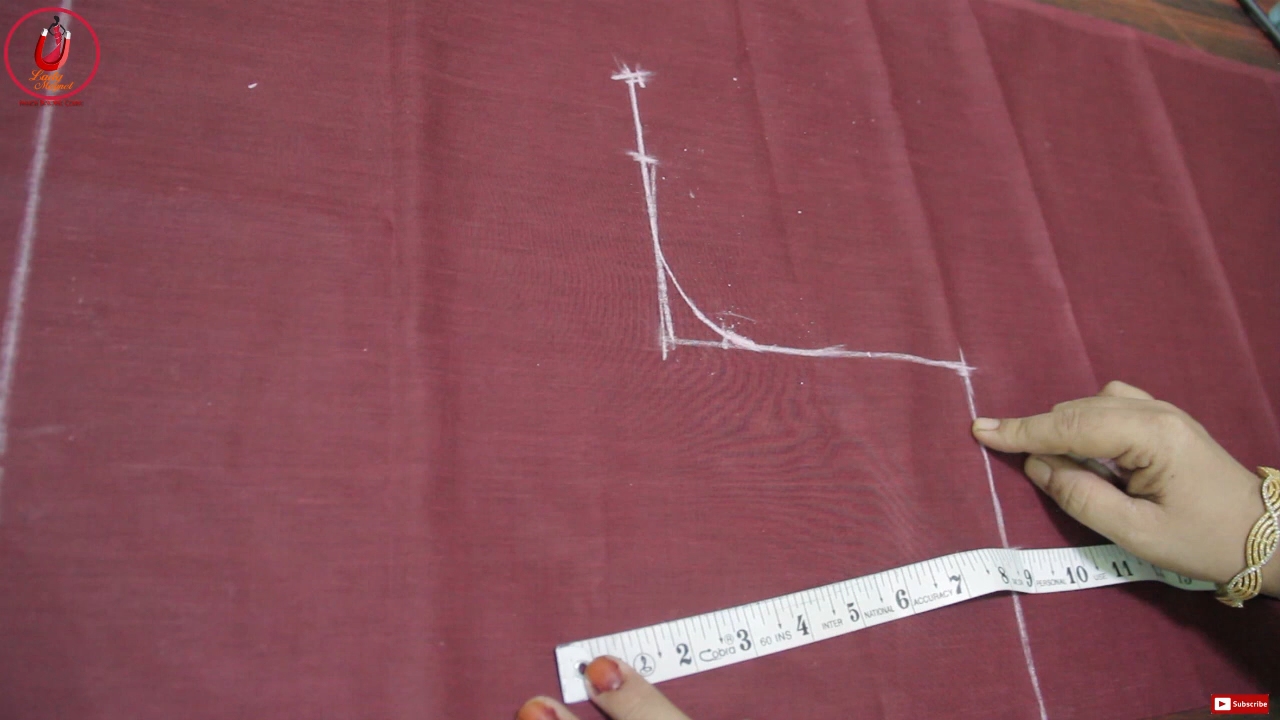 Lady
Magnet
2 Cobra® 3 60 INS 4 INTER 5 NATIONAL 6 ACCURACY 7 8 9 PERSONAL 10 USE 11
Subscribe